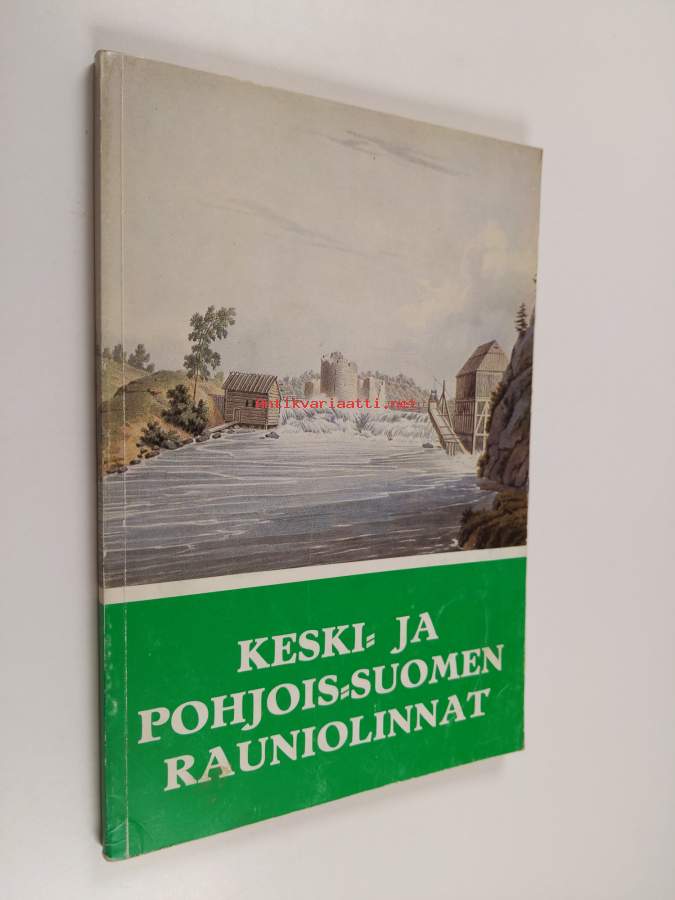 antikvariaatti.net
KESKI- JA
POHJOIS-SUOMEN
RAUNIOLINNAT